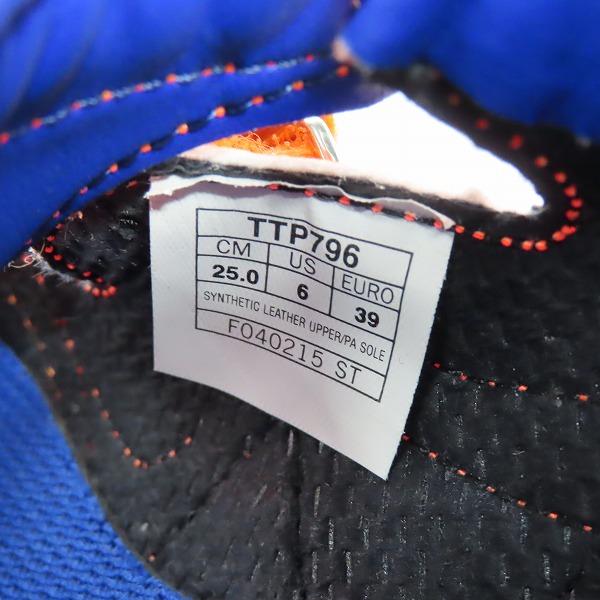 TTP796
CM US EURO
25.0 6 39
SYNTHETIC LEATHER UPPER/PA SOLE
F040215 ST